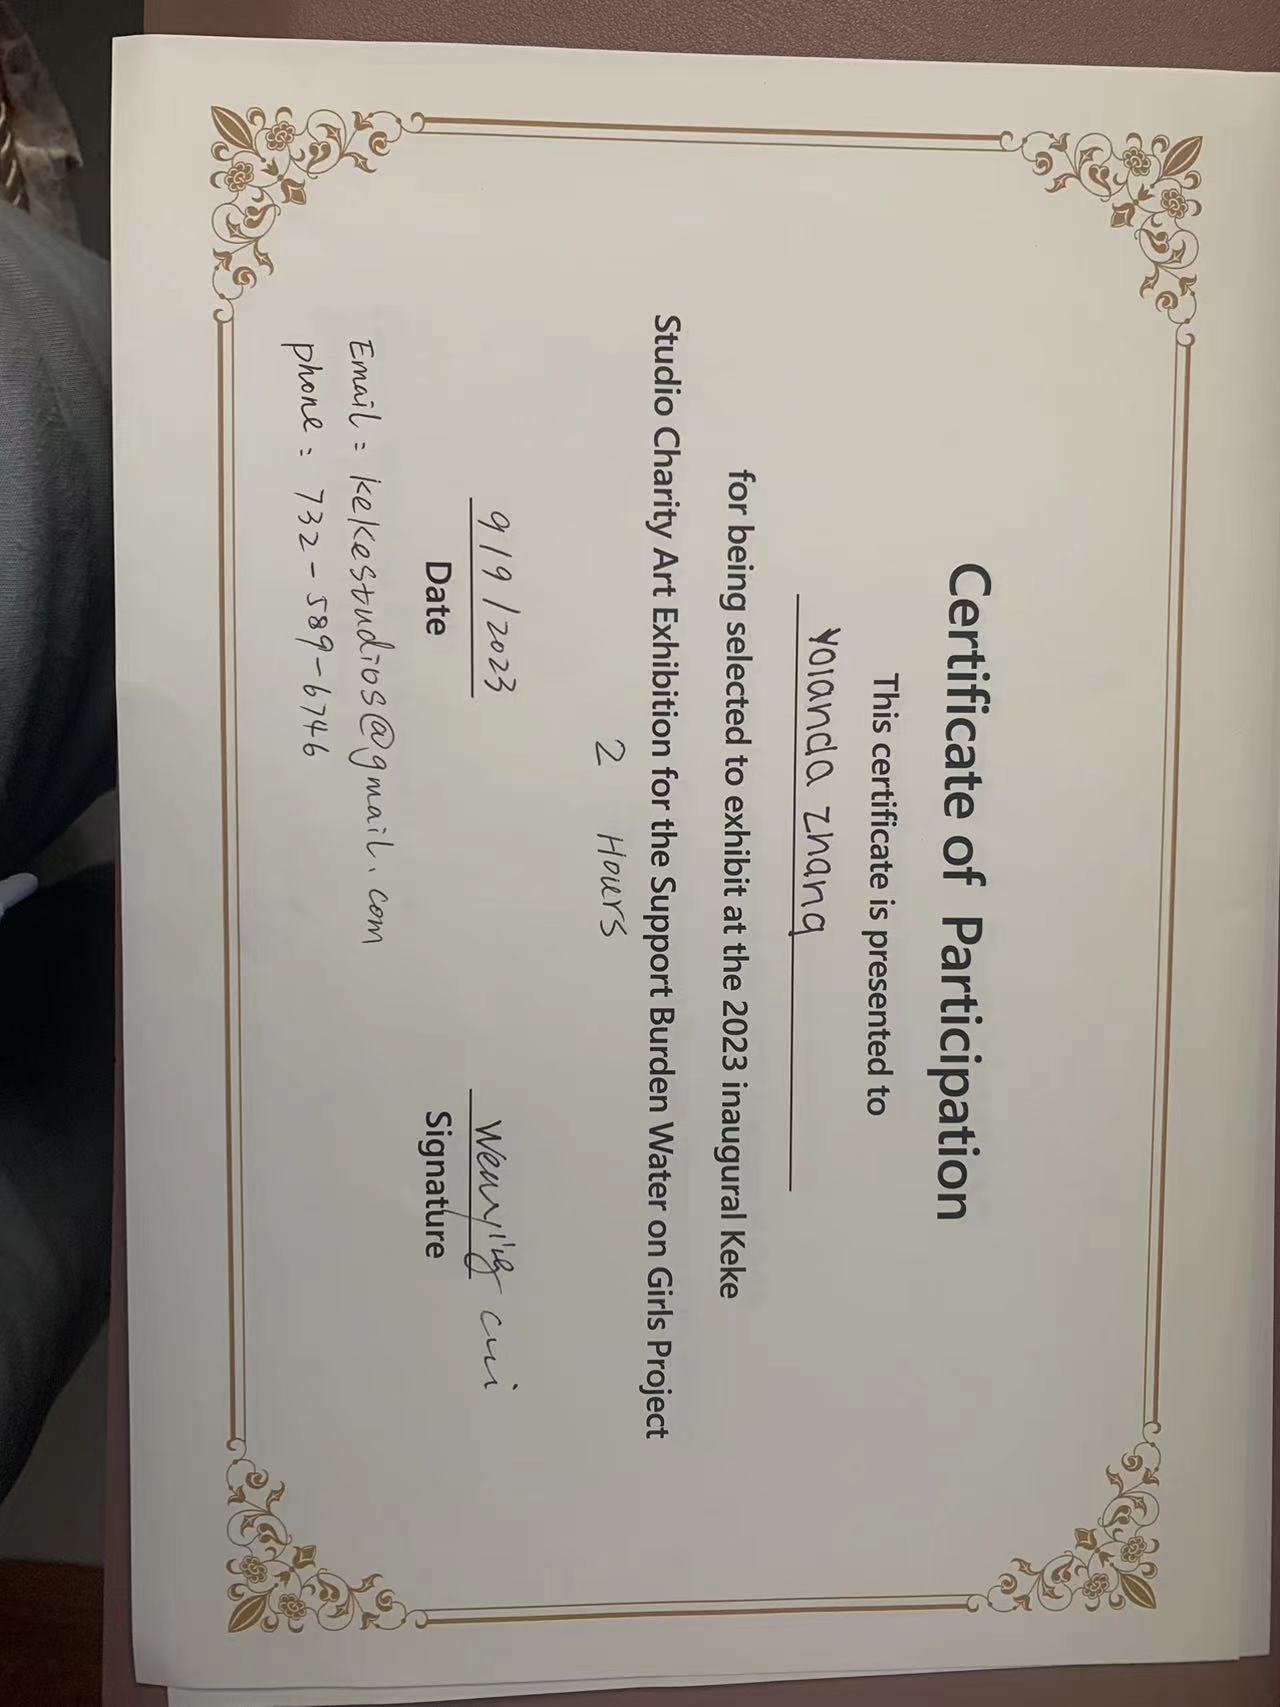 Certificate of Participation
This certificate is presented to
Yolanda Zhang
for being selected to exhibit at the 2023 inaugural Keke
Studio Charity Art Exhibition for the Support Burden Water on Girls Project
2 Hours
9/9/2023
Wenying Cui
Date
Signature
Email: kekestudios@gmail.com
phone: 732-589-6746